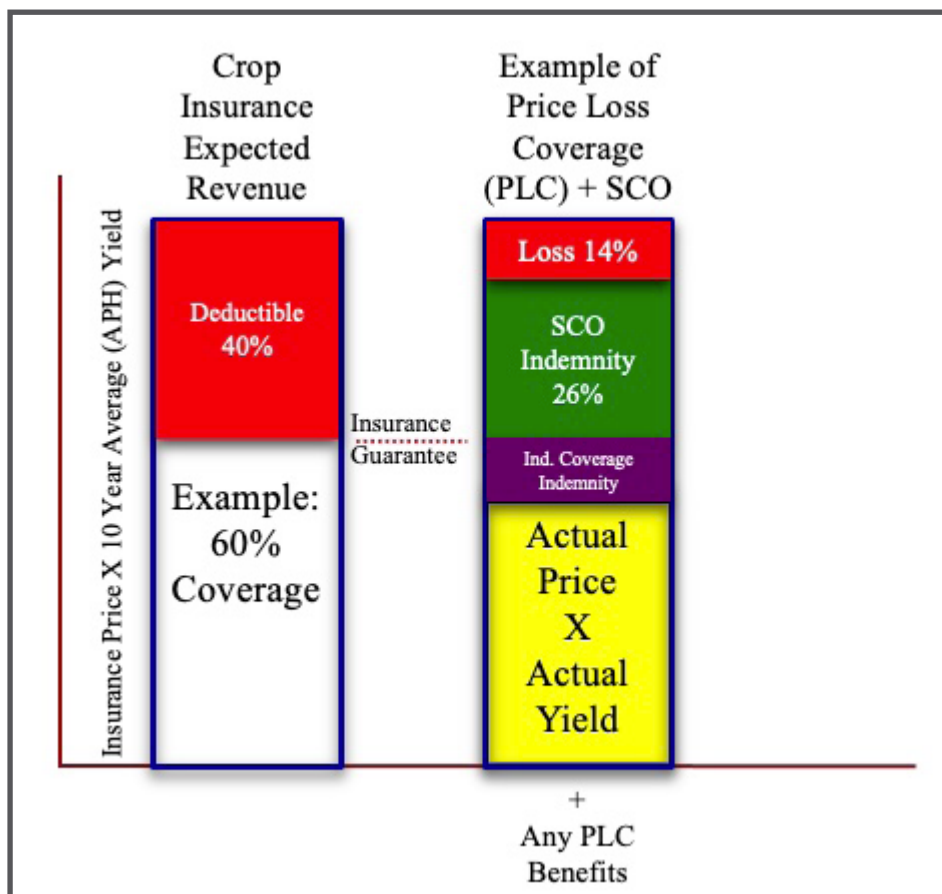 Crop
Insurance
Expected
Revenue
Example of
Price Loss
Coverage
(PLC) + SCO
Insurance Price X 10 Year Average (APH) Yield
Deductible
40%
Example:
60%
Coverage
Insurance
Guarantee
Loss 14%
SCO
Indemnity
26%
Ind. Coverage
Indemnity
Actual
Price
X
Actual
Yield
+
Any PLC
Benefits